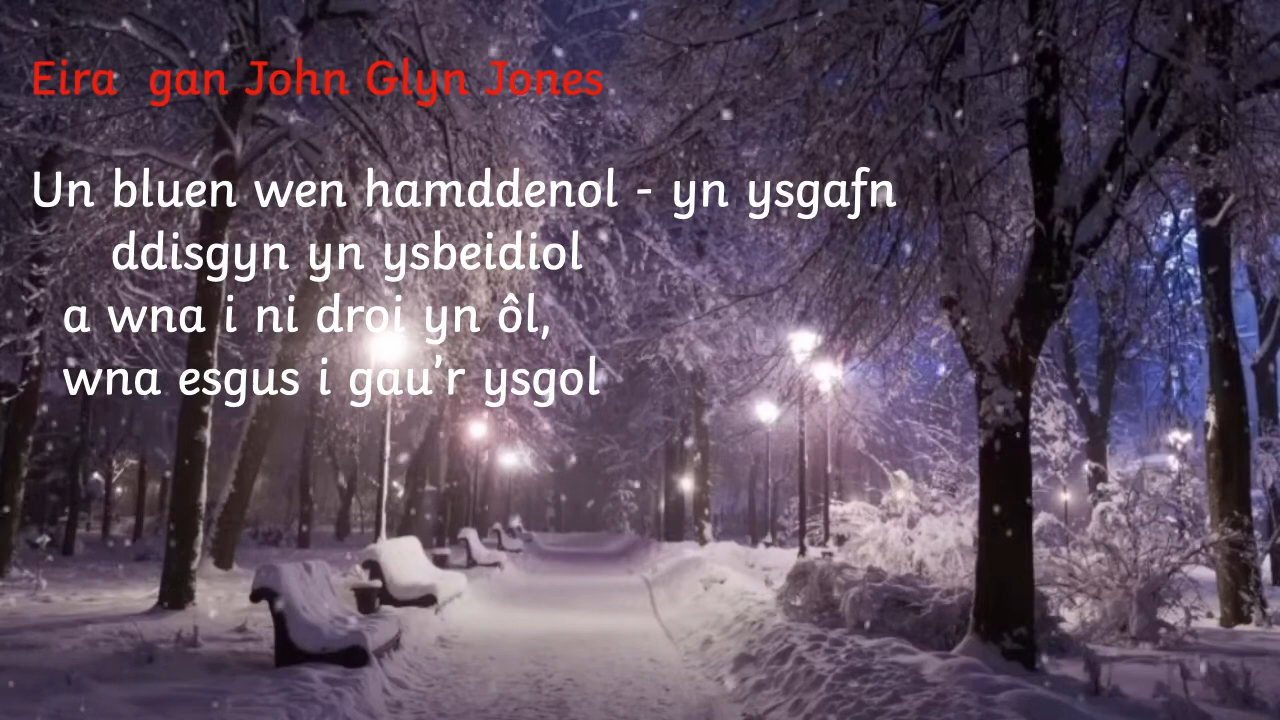 Eira  gan John Glyn Jones
Un bluen wen hamddenol - yn ysgafn
ddisgyn yn ysbeidiol
a wna i ni droi yn ôl,
wna esgus i gau’r ysgol